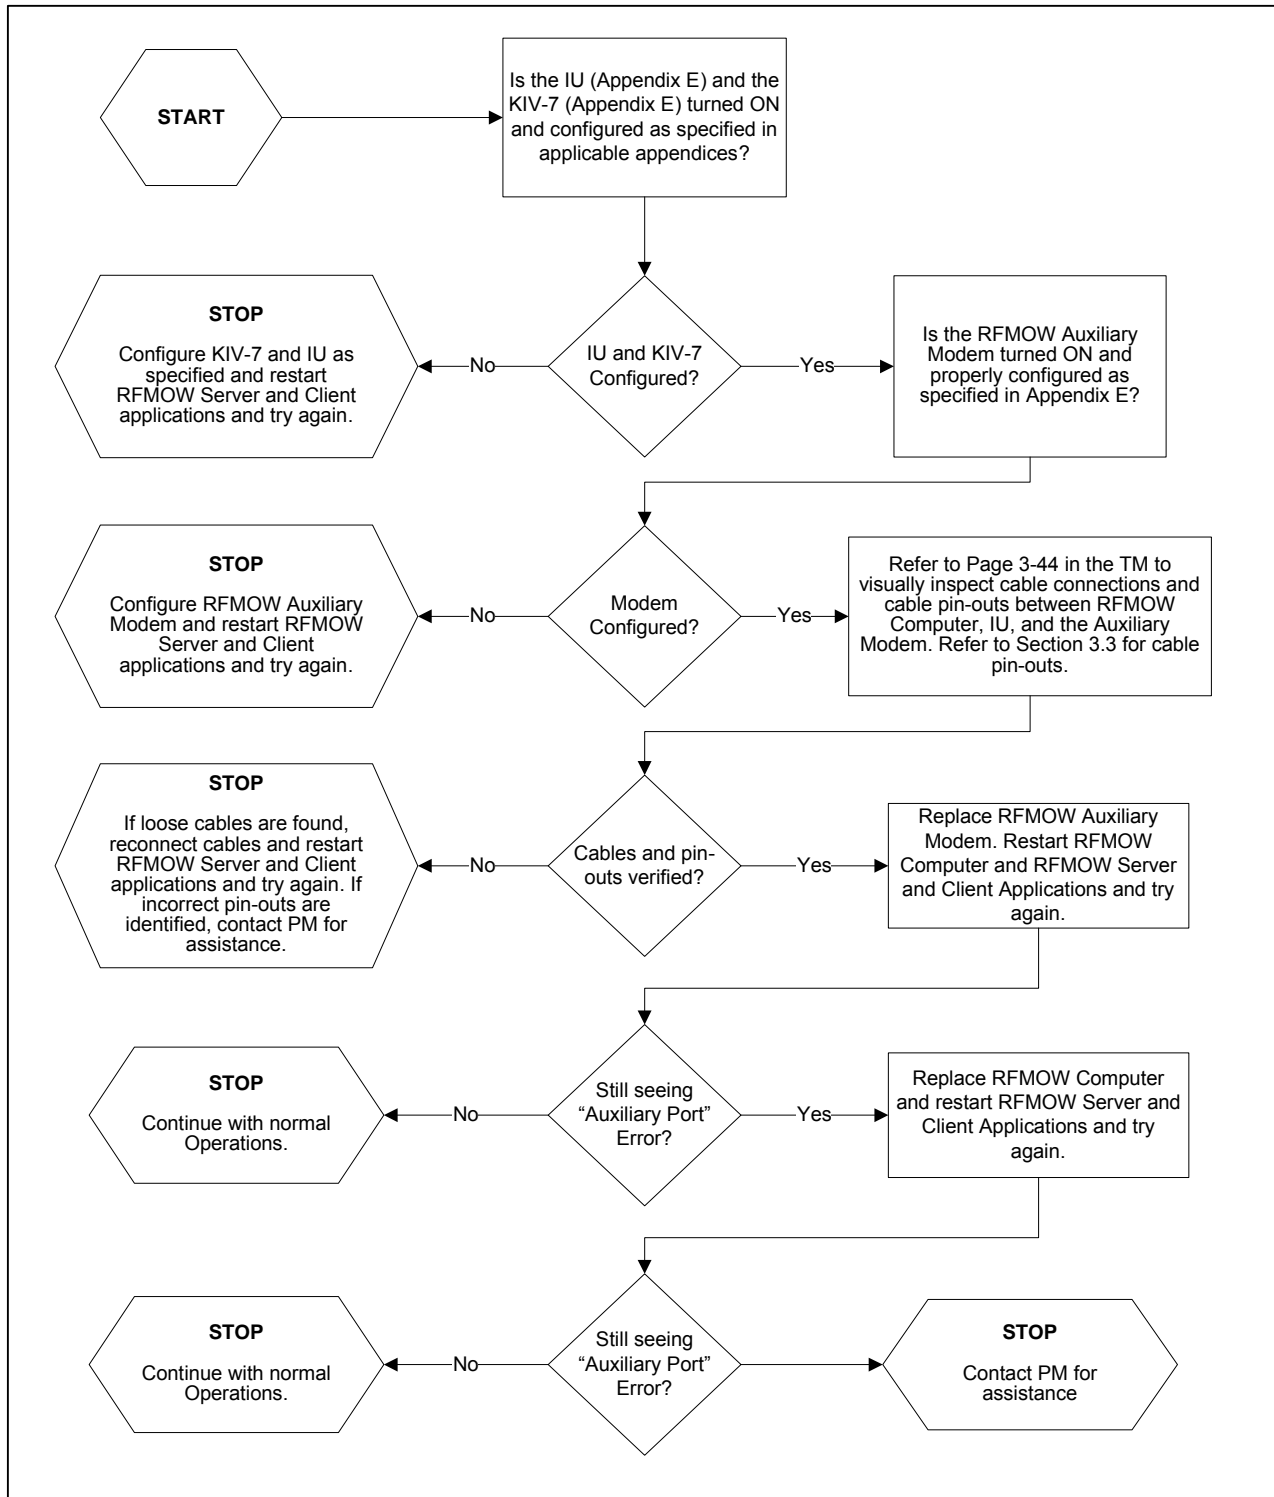 START
Is the IU (Appendix E) and the
KIV-7 (Appendix E) turned ON
and configured as specified in
applicable appendices?
STOP
Configure KIV-7 and IU as
specified and restart
RFMOW Server and Client
applications and try again.
No
IU and KIV-7
Configured?
Yes
Is the RFMOW Auxiliary
Modem turned ON and
properly configured as
specified in Appendix E?
STOP
Configure RFMOW Auxiliary
Modem and restart RFMOW
Server and Client
applications and try again.
No
Modem
Configured?
Yes
Refer to Page 3-44 in the TM to
visually inspect cable connections and
cable pin-outs between RFMOW
Computer, IU, and the Auxiliary
Modem. Refer to Section 3.3 for cable
pin-outs.
STOP
If loose cables are found,
reconnect cables and restart
RFMOW Server and Client
applications and try again. If
incorrect pin-outs are
identified, contact PM for
assistance.
No
Cables and pin-
outs verified?
Yes
Replace RFMOW Auxiliary
Modem. Restart RFMOW
Computer and RFMOW Server
and Client Applications and try
again.
STOP
Continue with normal
Operations.
No
Still seeing
“Auxiliary Port”
Error?
Yes
Replace RFMOW Computer
and restart RFMOW Server and
Client Applications and try
again.
STOP
Continue with normal
Operations.
No
Still seeing
“Auxiliary Port”
Error?
STOP
Contact PM for
assistance